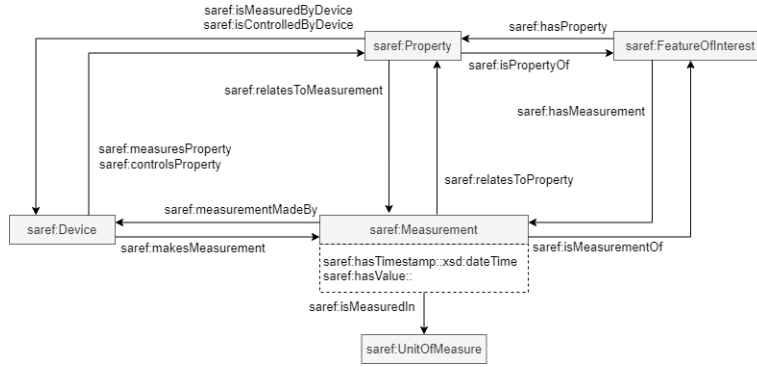 saref:isMeasuredByDevice
saref:isControlledByDevice
saref:hasProperty
saref:Property
saref:FeatureOfInterest
saref:isPropertyOf
saref:relatesToMeasurement
saref:hasMeasurement
saref:measuresProperty
saref:controlsProperty
saref:relatesToProperty
saref:measurementMadeBy
saref:Device
saref:Measurement
saref:makesMeasurement
saref:isMeasurementOf
saref:hasTimestamp::xsd:dateTime
saref:hasValue::
saref:isMeasuredIn
saref:UnitOfMeasure